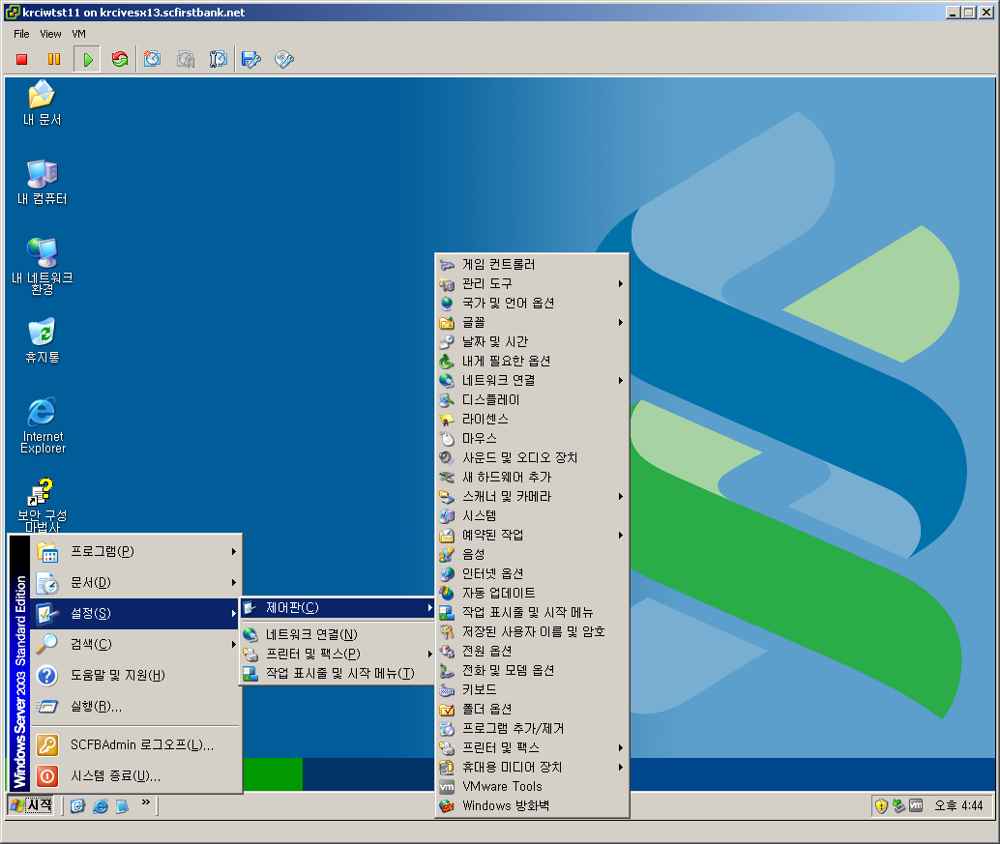 krciwtst11 on krcivesx13.scfirstbank.net
File View VM
내 문서
내 컴퓨터
내 네트워크
환경
휴지통
Internet
Explorer
보안 구성
마법사
Windows Server 2003 Standard Edition
프로그램(P)
문서(D)
설정(S)
검색(C)
도움말 및 지원(H)
실행(R)...
SCFBAdmin 로그오프(L)...
시스템 종료(U)...
제어판(C)
네트워크 연결(N)
프린터 및 팩스(P)
작업 표시줄 및 시작 메뉴(T)
게임 컨트롤러
관리 도구
국가 및 언어 옵션
글꼴
날짜 및 시간
내게 필요한 옵션
네트워크 연결
디스플레이
라이센스
마우스
사운드 및 오디오 장치
새 하드웨어 추가
스캐너 및 카메라
시스템
예약된 작업
음성
인터넷 옵션
자동 업데이트
작업 표시줄 및 시작 메뉴
저장된 사용자 이름 및 암호
전원 옵션
전화 및 모뎀 옵션
키보드
폴더 옵션
프로그램 추가/제거
프린터 및 팩스
휴대용 미디어 장치
VMware Tools
Windows 방화벽
시작
오후 4:44